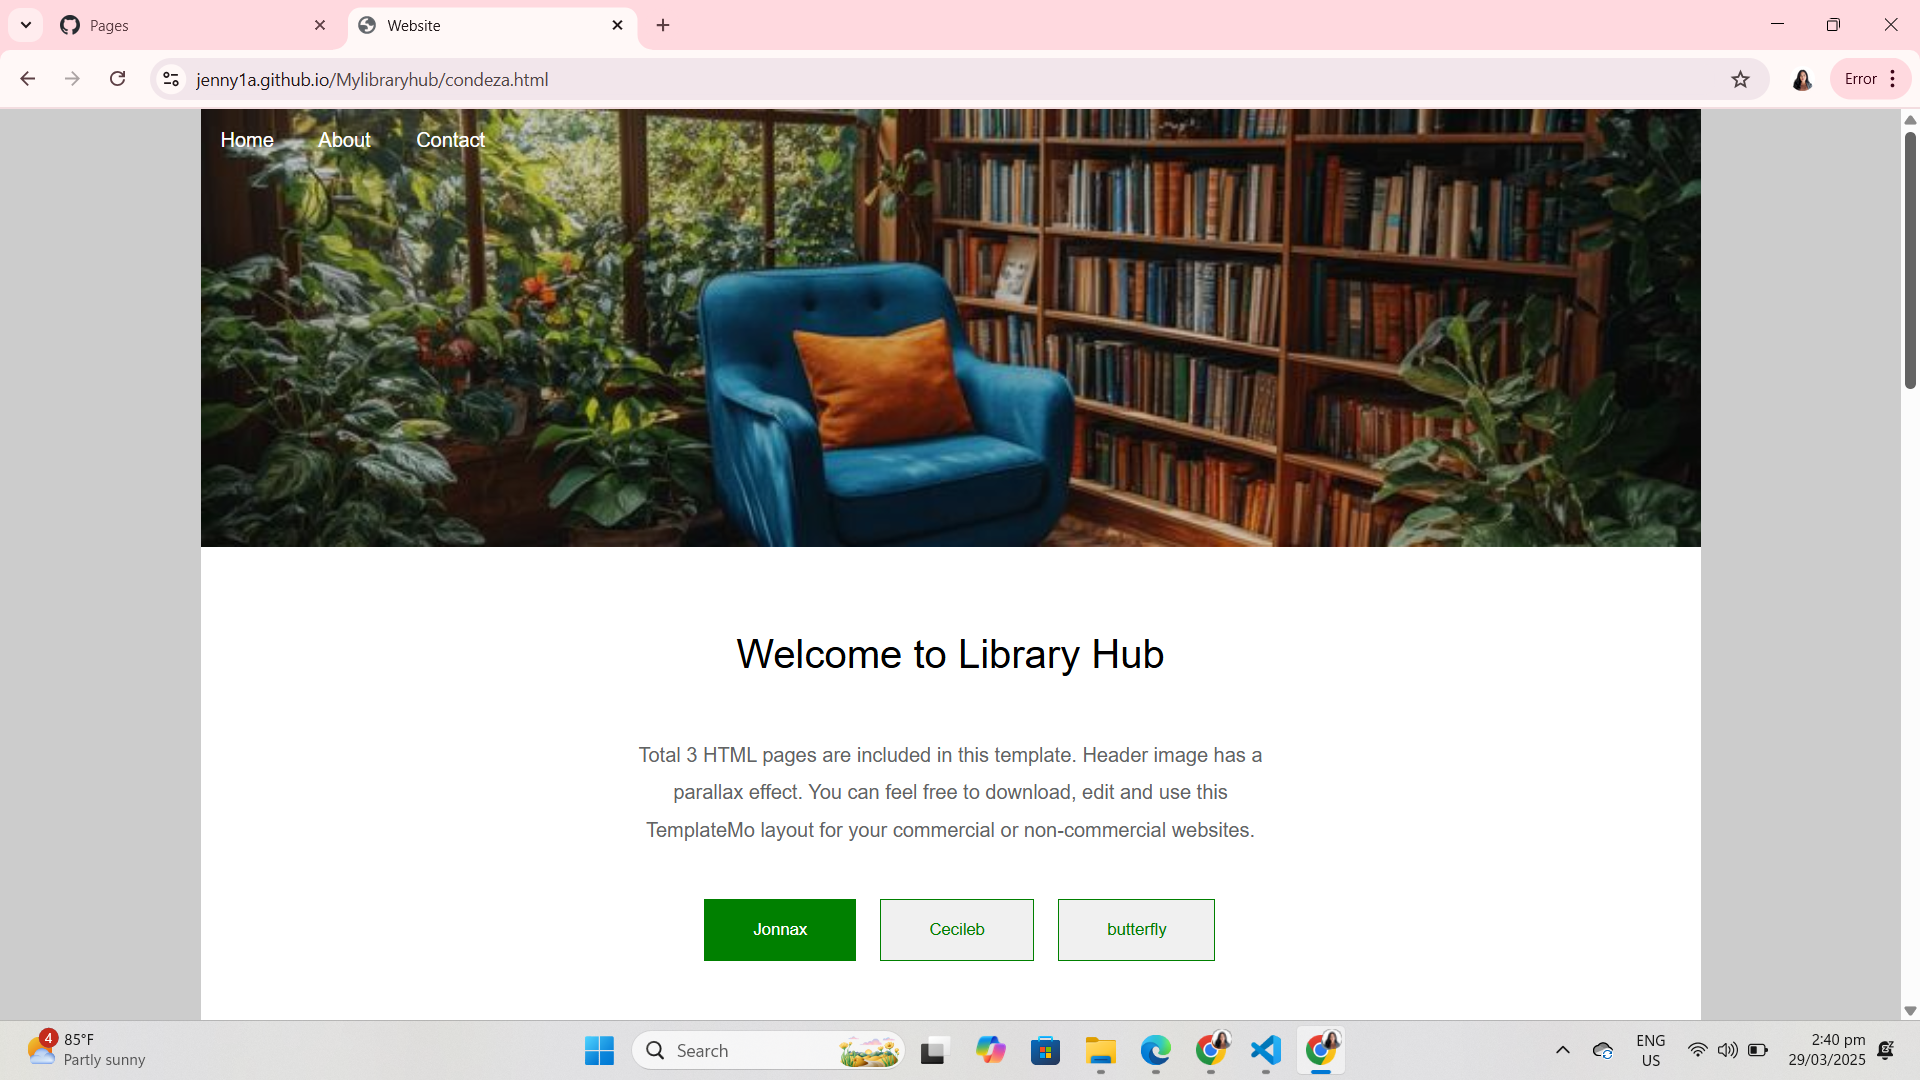 Pages
Website
jenny1a.github.io/Mylibraryhub/condeza.html
Error
Home About Contact
Welcome to Library Hub
Total 3 HTML pages are included in this template. Header image has a
parallax effect. You can feel free to download, edit and use this
TemplateMo layout for your commercial or non-commercial websites.
Jonnax Cecileb butterfly
4
85°F
Partly sunny
Search
ENG
US
2:40 pm
29/03/2025